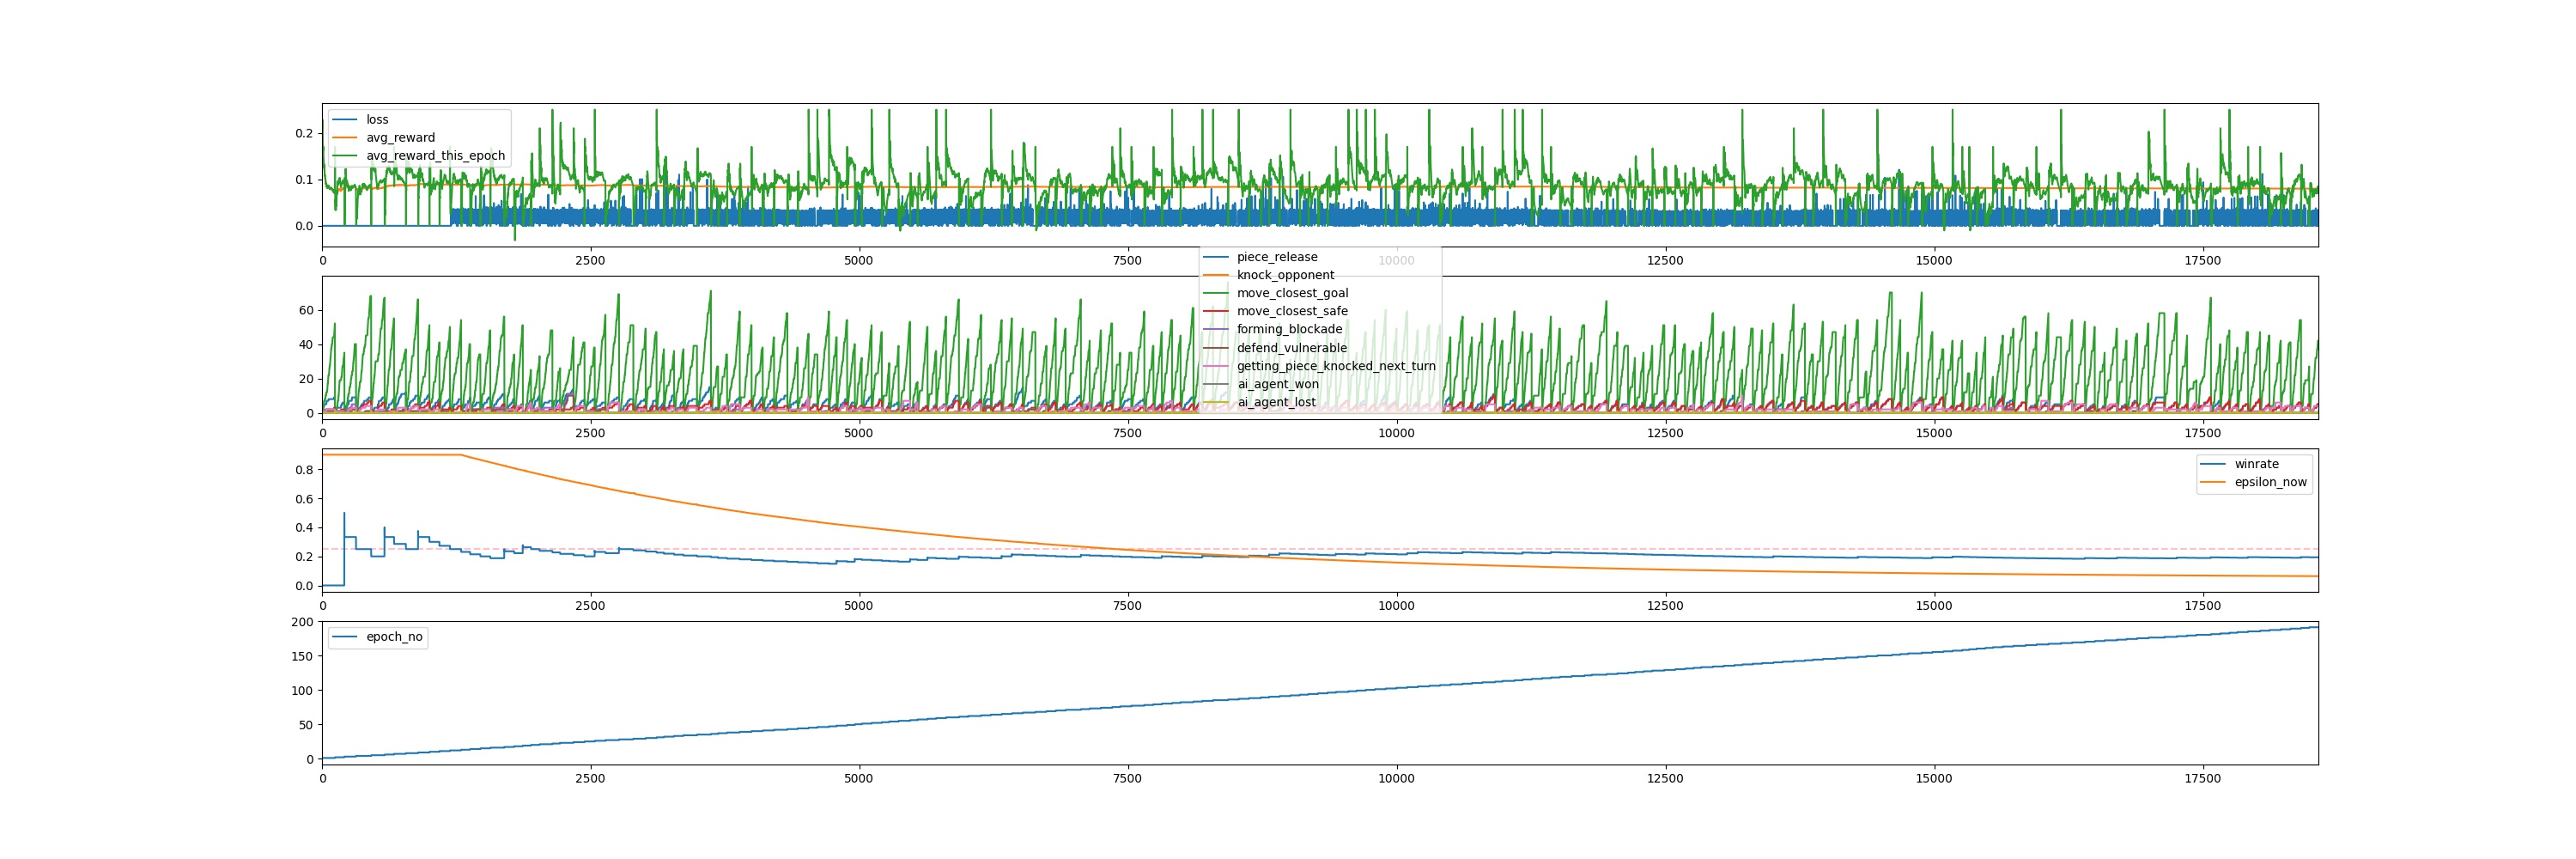 loss
avg_reward
avg_reward_this_epoch
0.2
0.1
0.0
0 2500 5000 7500 10000 12500 15000 17500
piece_release
knock_opponent
move_closest_goal
move_closest_safe
forming_blockade
defend_vulnerable
getting_piece_knocked_next_turn
ai_agent_won
ai_agent_lost
60
40
20
0
0 2500 5000 7500 10000 12500 15000 17500
winrate
epsilon_now
0.8
0.6
0.4
0.2
0.0
0 2500 5000 7500 10000 12500 15000 17500
epoch_no
200
150
100
50
0
0 2500 5000 7500 10000 12500 15000 17500